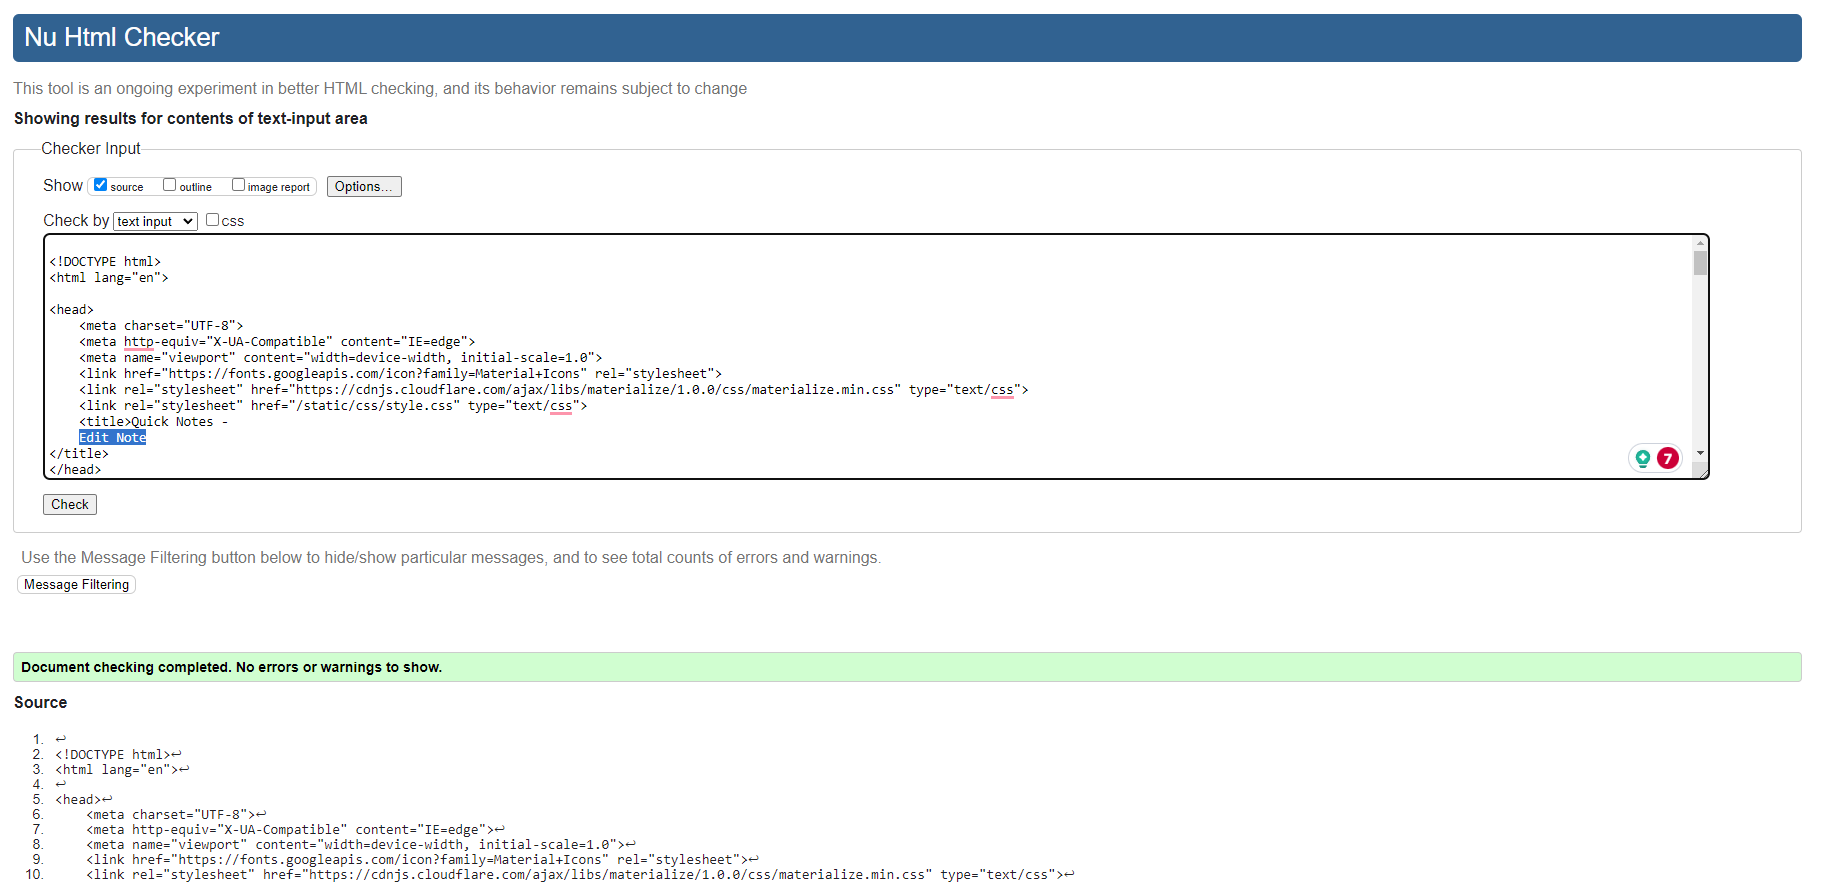 Nu Html Checker
This tool is an ongoing experiment in better HTML checking, and its behavior remains subject to change
Showing results for contents of text-input area
Checker Input
Show source outline image report Options...
Check by text input css
<!DOCTYPE html>
<html lang="en">
<head>
<meta charset="UTF-8">
<meta http-equiv="X-UA-Compatible" content="IE=edge">
<meta name="viewport" content="width=device-width, initial-scale=1.0">
<link href="https://fonts.googleapis.com/icon?family=Material+Icons" rel="stylesheet">
<link rel="stylesheet" href="https://cdnjs.cloudflare.com/ajax/libs/materialize/1.0.0/css/materialize.min.css" type="text/css">
<link rel="stylesheet" href="/static/css/style.css" type="text/css">
<title>Quick Notes -
Edit Note
</title>
</head>
7
Check
Use the Message Filtering button below to hide/show particular messages, and to see total counts of errors and warnings.
Message Filtering
Document checking completed. No errors or warnings to show.
Source
1. ↩
2. <!DOCTYPE html>↩
3. <html lang="en">↩
4. ↩
5. <head>↩
6. <meta charset="UTF-8">↩
7. <meta http-equiv="X-UA-Compatible" content="IE=edge">↩
8. <meta name="viewport" content="width=device-width, initial-scale=1.0">↩
9. <link href="https://fonts.googleapis.com/icon?family=Material+Icons" rel="stylesheet">↩
10. <link rel="stylesheet" href="https://cdnjs.cloudflare.com/ajax/libs/materialize/1.0.0/css/materialize.min.css" type="text/css">↩